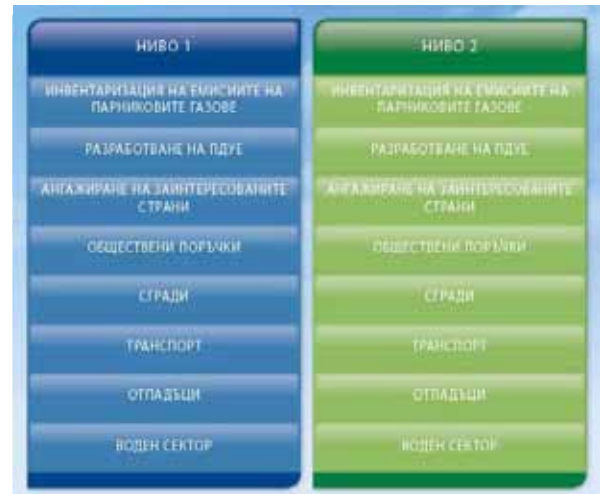 НИВО 1
ИНВЕНТАРИЗАЦИЯ НА ЕМИСИИТЕ НА
ПАРНИКОВИТЕ ГАЗОВЕ
РАЗРАБОТВАНЕ НА ПДУЕ
АНГАЖИРАНЕ НА ЗАИНТЕРЕСОВАНИТЕ
СТРАНИ
ОБЩЕСТВЕНИ ПОРЪЧКИ
СГРАДИ
ТРАНСПОРТ
ОТПАДЪЦИ
ВОДЕН СЕКТОР
НИВО 2
ИНВЕНТАРИЗАЦИЯ НА ЕМИСИИТЕ НА
ПАРНИКОВИТЕ ГАЗОВЕ
РАЗРАБОТВАНЕ НА ПДУЕ
АНГАЖИРАНЕ НА ЗАИНТЕРЕСОВАНИТЕ
СТРАНИ
ОБЩЕСТВЕНИ ПОРЪЧКИ
СГРАДИ
ТРАНСПОРТ
ОТПАДЪЦИ
ВОДЕН СЕКТОР